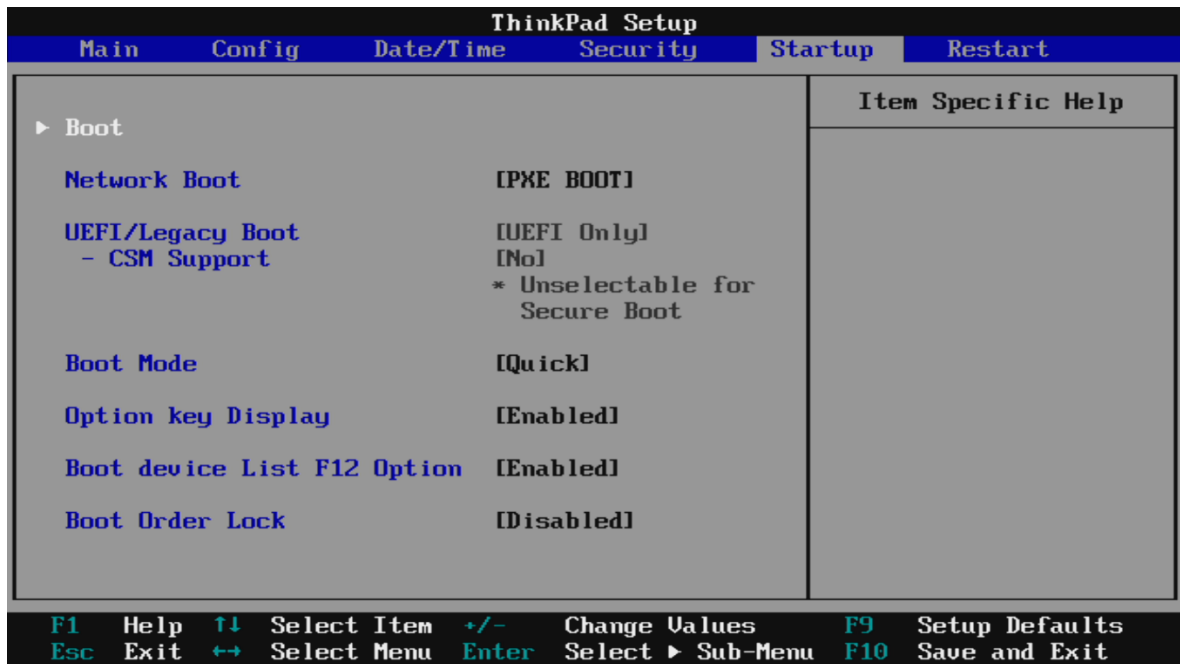 ThinkPad Setup
Main Config Date/Time Security Startup Restart
Item Specific Help
▶ Boot
Network Boot [PXE BOOT]
UEFI/Legacy Boot [UEFI Only]
- CSM Support [No]
* Unselectable for
Secure Boot
Boot Mode [Quick]
Option key Display [Enabled]
Boot device List F12 Option [Enabled]
Boot Order Lock [Disabled]
F1 Help ↑↓ Select Item +/- Change Values F9 Setup Defaults
Esc Exit ←→ Select Menu Enter Select ▶ Sub-Menu F10 Save and Exit